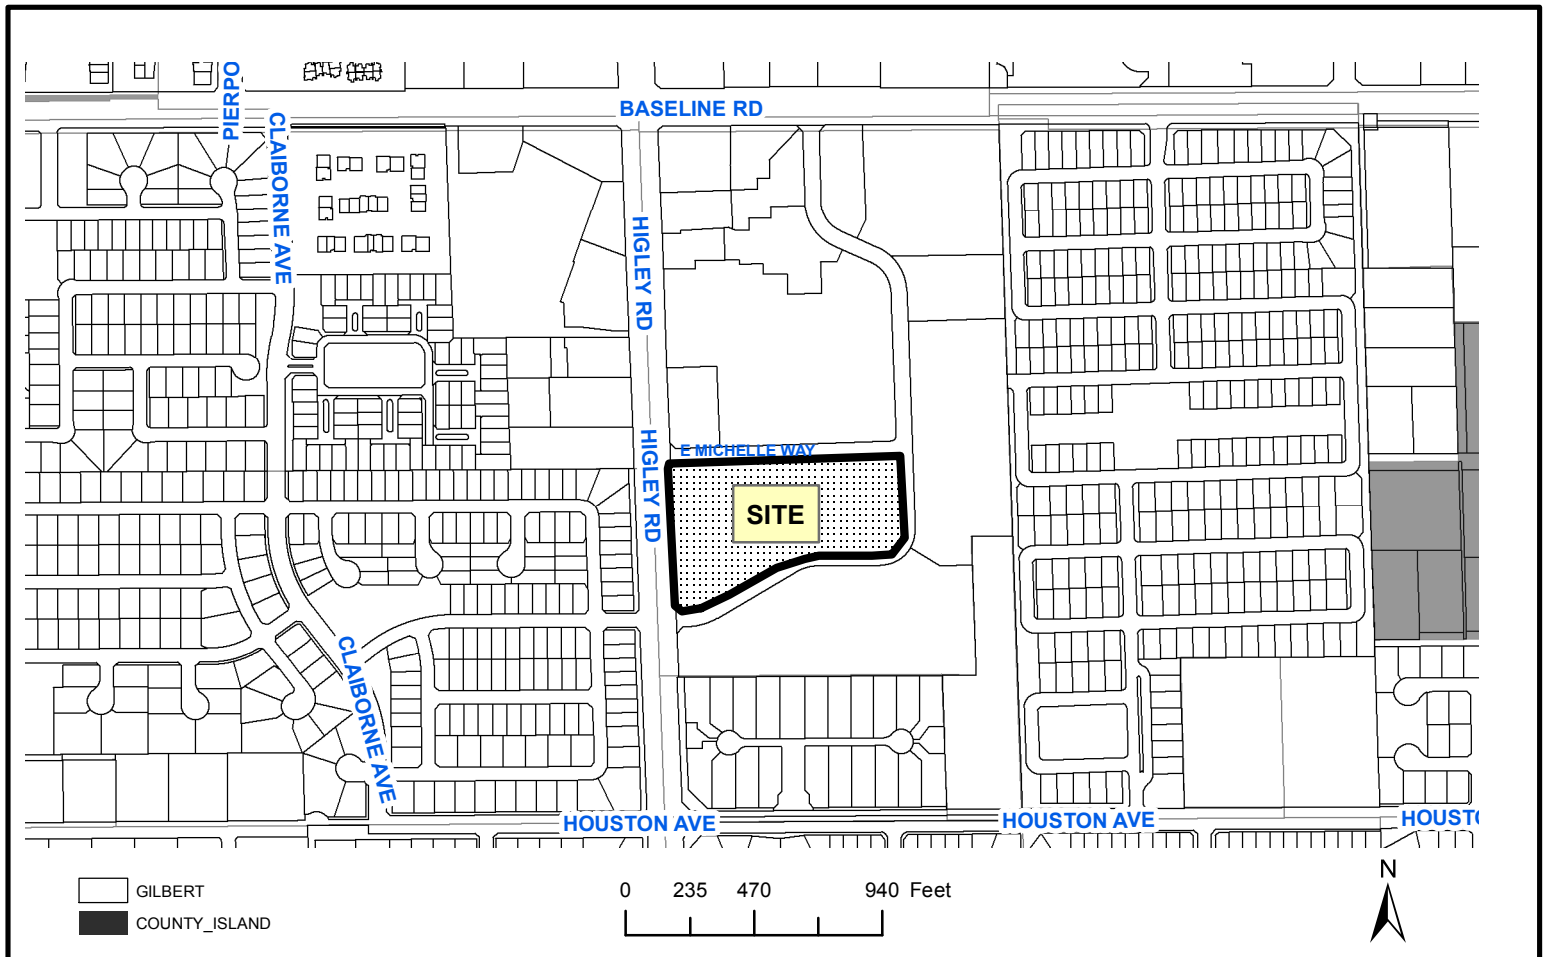 PIERPO
BASELINE RD
CLAIBORNE AVE
HIGLEY RD
HIGLEY RD
E MICHELLE WAY
SITE
CLAIBORNE AVE
HOUSTON AVE
HOUSTON AVE
HOUSTO
GILBERT
COUNTY_ISLAND
0 235 470 940 Feet
N